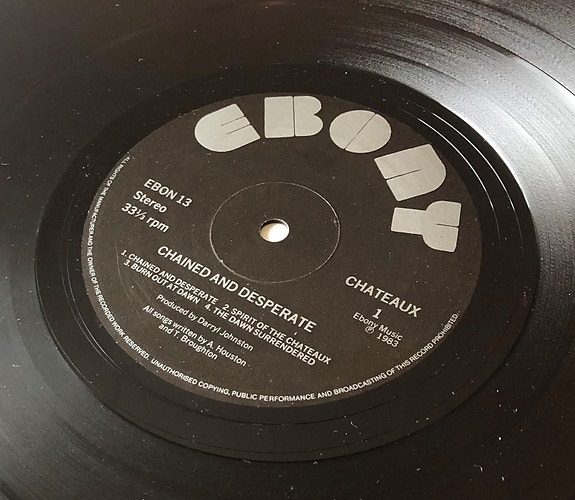 EBONY
EBON 13
Stereo
33⅓ rpm
CHATEAUX
1
Ebony Music
℗ 1983
CHAINED AND DESPERATE
1. CHAINED AND DESPERATE 2. SPIRIT OF THE CHATEAUX
3. BURN OUT AT DAWN 4. THE DAWN SURRENDERED
Produced by Darryl Johnston
All songs written by A. Houston
and T. Broughton
ALL RIGHTS OF THE MANUFACTURER AND THE OWNER OF THE RECORDED WORK RESERVED. UNAUTHORISED COPYING, PUBLIC PERFORMANCE AND BROADCASTING OF THIS RECORD PROHIBITED.